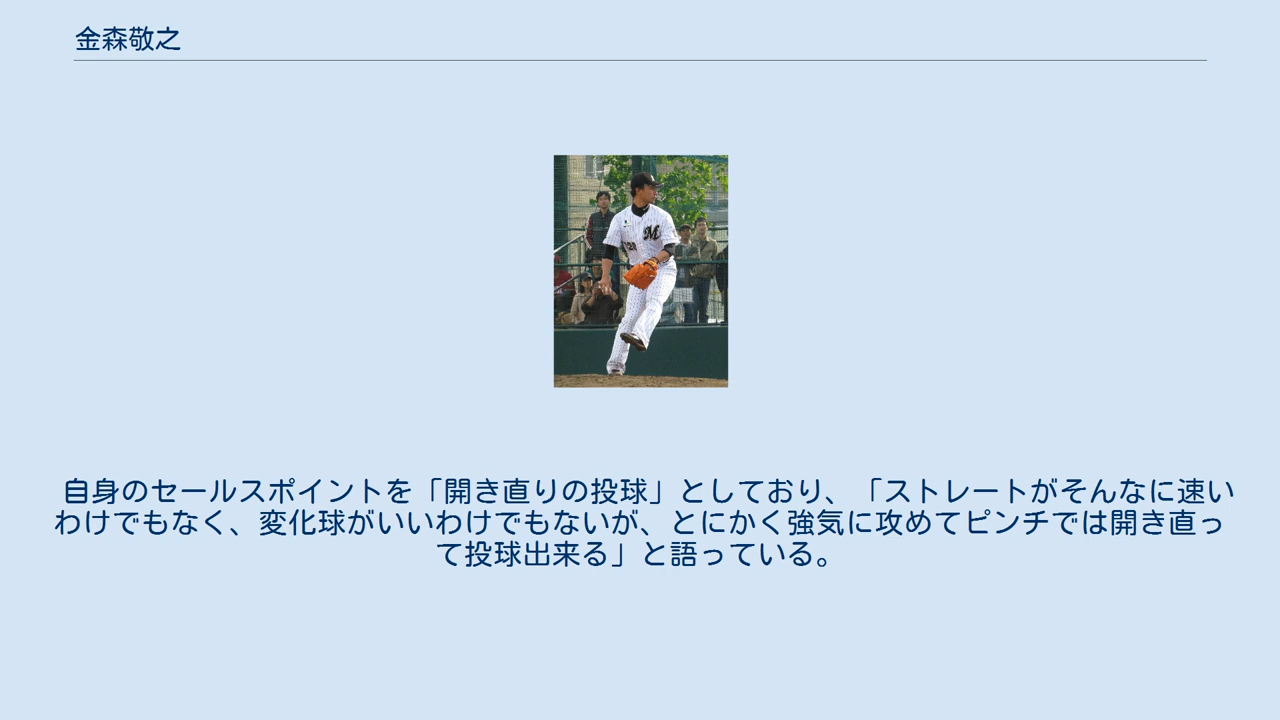 金森敬之
M
自身のセールスポイントを「開き直りの投球」としており、「ストレートがそんなに速い
わけでもなく、変化球がいいわけでもないが、とにかく強気に攻めてピンチでは開き直っ
て投球出来る」と語っている。